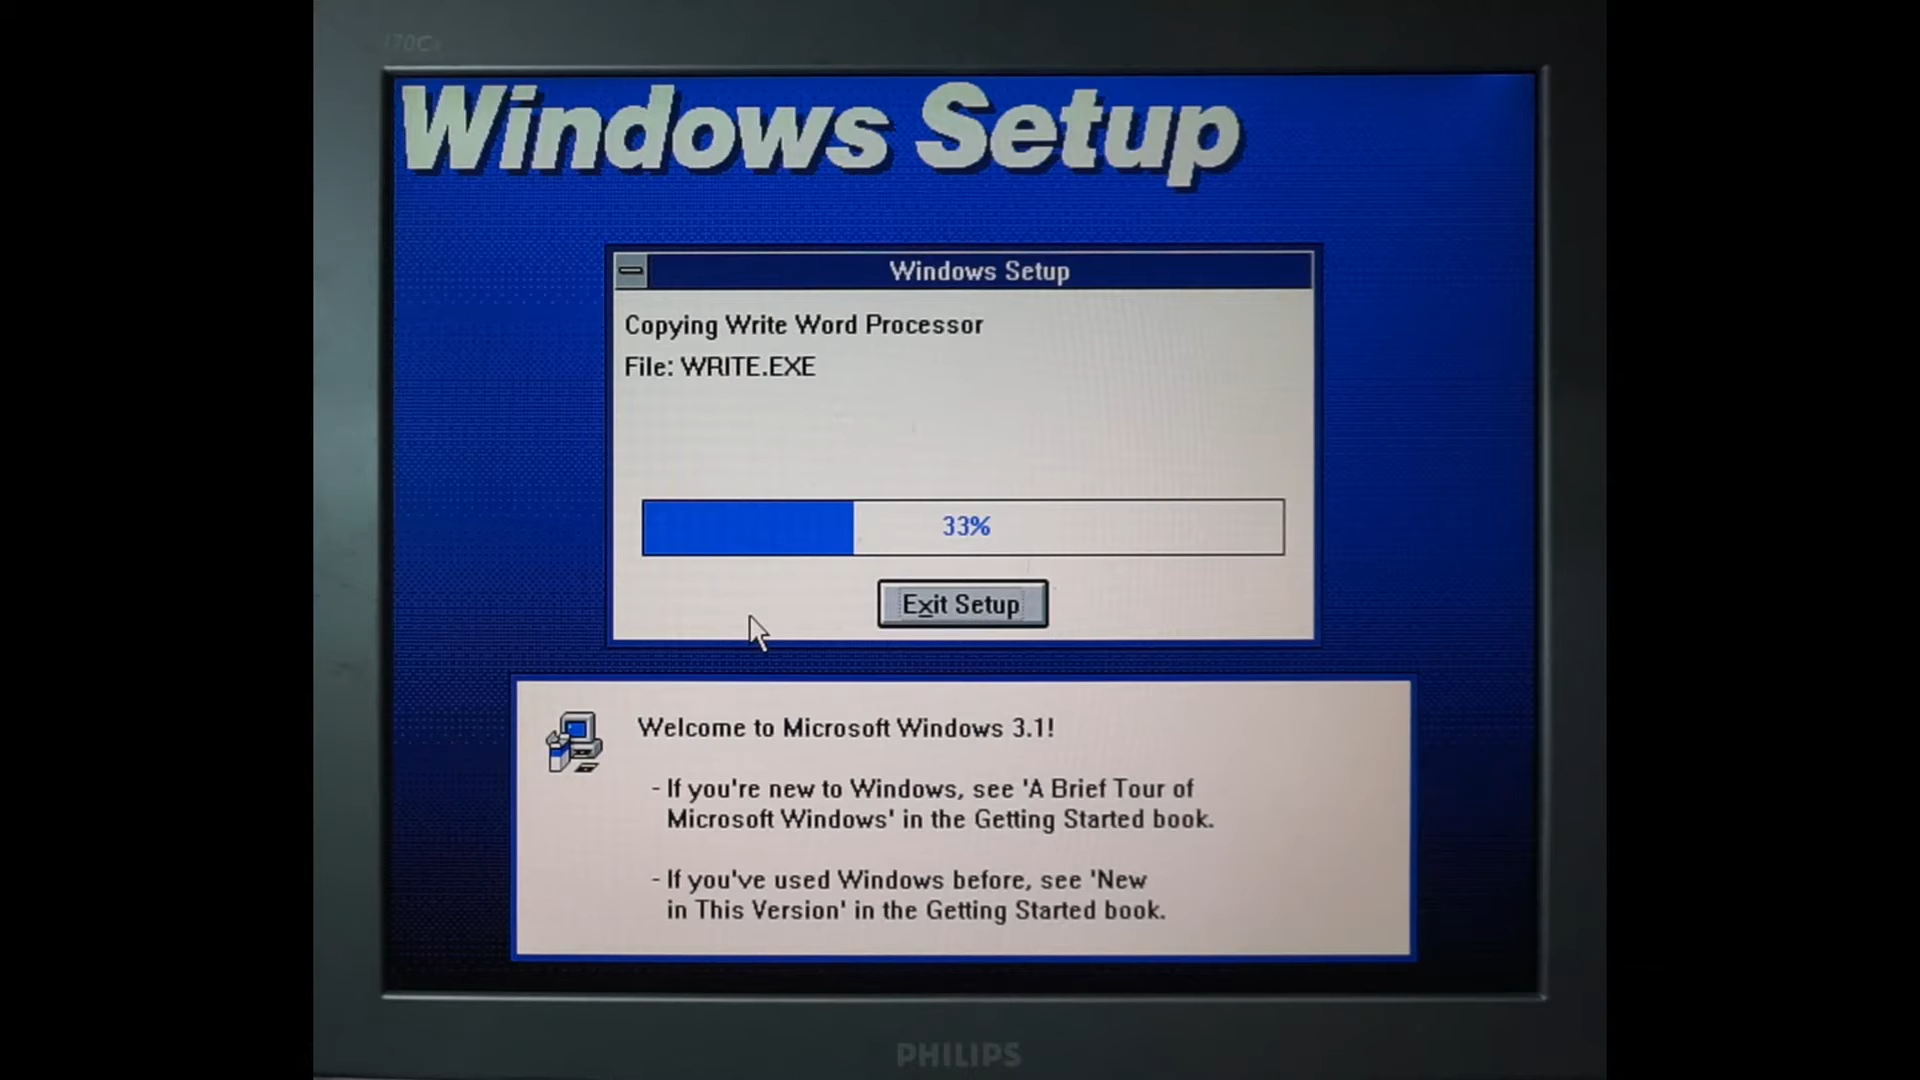 170C
Windows Setup
Windows Setup
Copying Write Word Processor
File: WRITE.EXE
33%
Exit Setup
Welcome to Microsoft Windows 3.1!
- If you're new to Windows, see 'A Brief Tour of
Microsoft Windows' in the Getting Started book.
- If you've used Windows before, see 'New
in This Version' in the Getting Started book.
PHILIPS